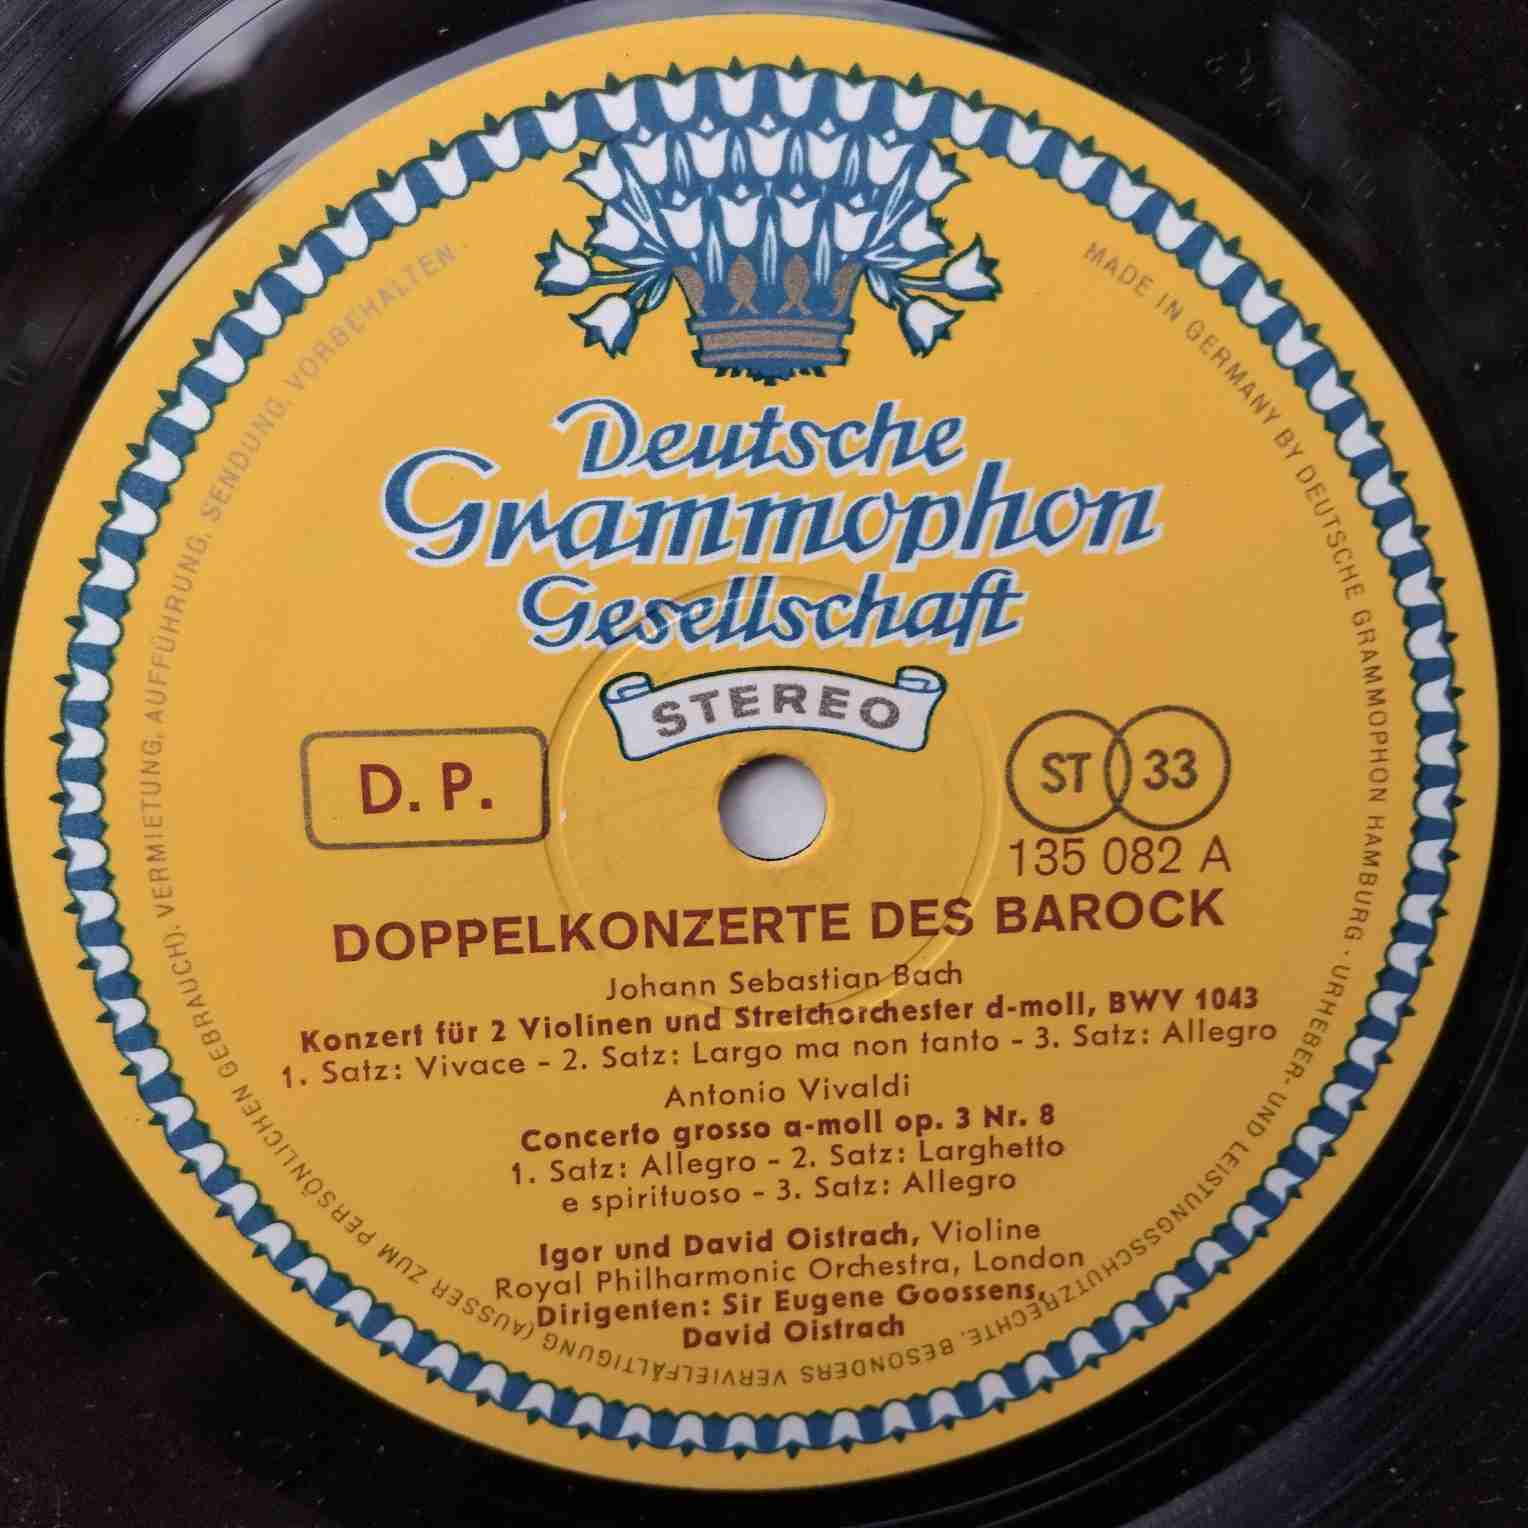 Deutsche
Grammophon
Gesellschaft
STEREO
D. P.
ST 33
135 082 A
DOPPELKONZERTE DES BAROCK
Johann Sebastian Bach
Konzert für 2 Violinen und Streichorchester d-moll, BWV 1043
1. Satz: Vivace – 2. Satz: Largo ma non tanto – 3. Satz: Allegro
Antonio Vivaldi
Concerto grosso a-moll op. 3 Nr. 8
1. Satz: Allegro – 2. Satz: Larghetto
e spirituoso – 3. Satz: Allegro
Igor und David Oistrach, Violine
Royal Philharmonic Orchestra, London
Dirigenten: Sir Eugene Goossens,
David Oistrach
MADE IN GERMANY BY DEUTSCHE GRAMMOPHON HAMBURG · URHEBER- UND LEISTUNGSSCHUTZRECHTE, BESONDERS VERVIELFÄLTIGUNG (AUSSER ZUM PERSÖNLICHEN GEBRAUCH), VERMIETUNG, AUFFÜHRUNG, SENDUNG, VORBEHALTEN ·